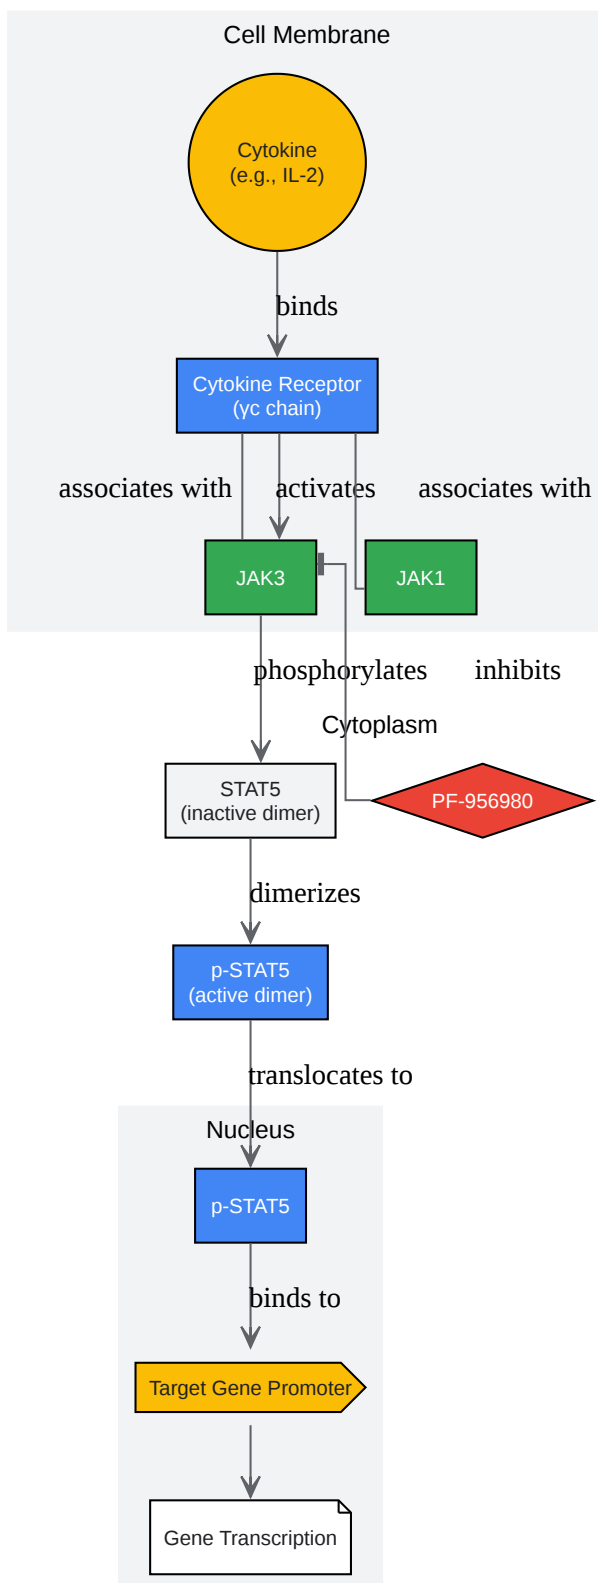 Cell Membrane
Cytokine
(e.g., IL-2)
binds
Cytokine Receptor
(γc chain)
associates with
activates
associates with
JAK3
JAK1
phosphorylates
inhibits
Cytoplasm
STAT5
(inactive dimer)
PF-956980
dimerizes
p-STAT5
(active dimer)
translocates to
Nucleus
p-STAT5
binds to
Target Gene Promoter
Gene Transcription